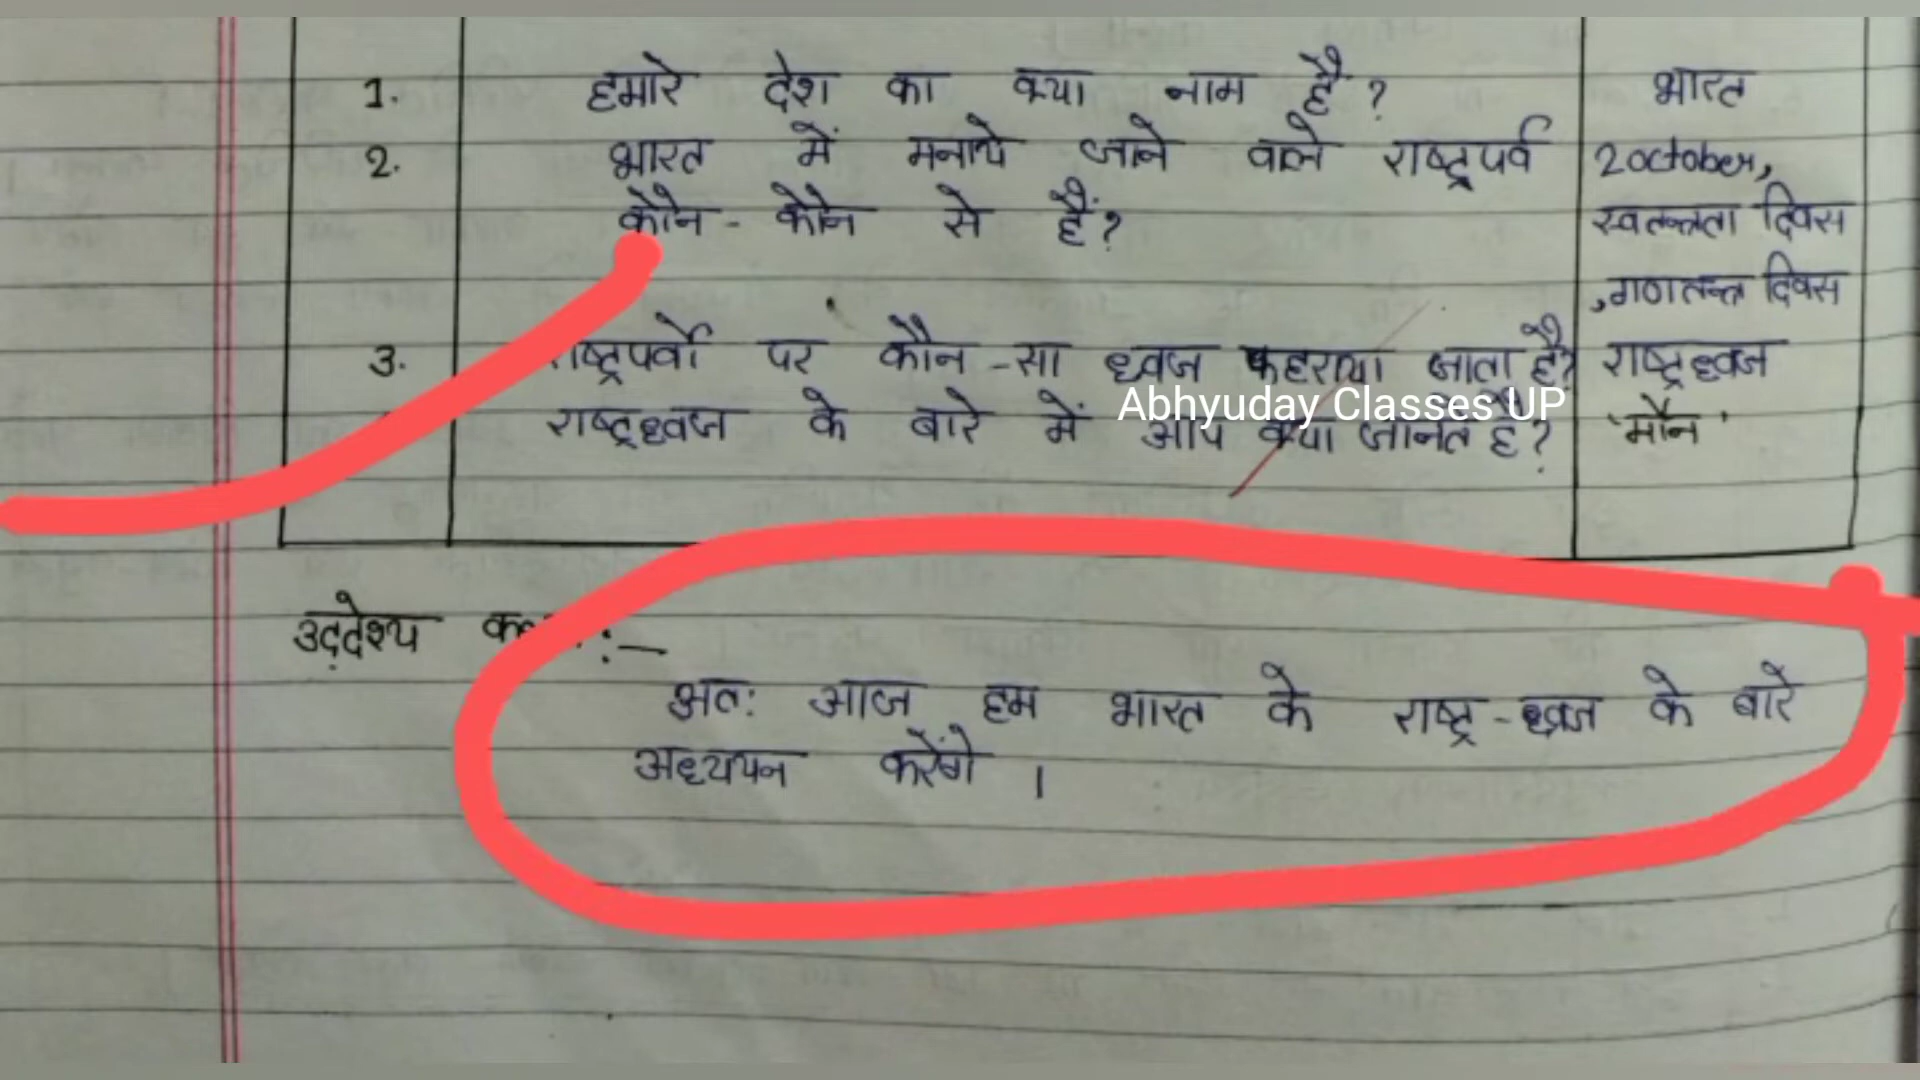 1. हमारे देश का क्या नाम है? भारत
2. भारत में मनाये जाने वाले राष्ट्रपर्व 2october,
कौन - कौन से हैं? स्वतन्त्रता दिवस
,गणतन्त्र दिवस
3. राष्ट्रपर्वो पर कौन -सा ध्वज फहराया जाता है? राष्ट्रध्वज
Abhyuday Classes UP
राष्ट्रध्वज के बारे में आप क्या जानते है? 'मौन'
उद्देश्य :-
अत: आज हम भारत के राष्ट्र-ध्वज के बारे
अध्ययन करेंगे ।